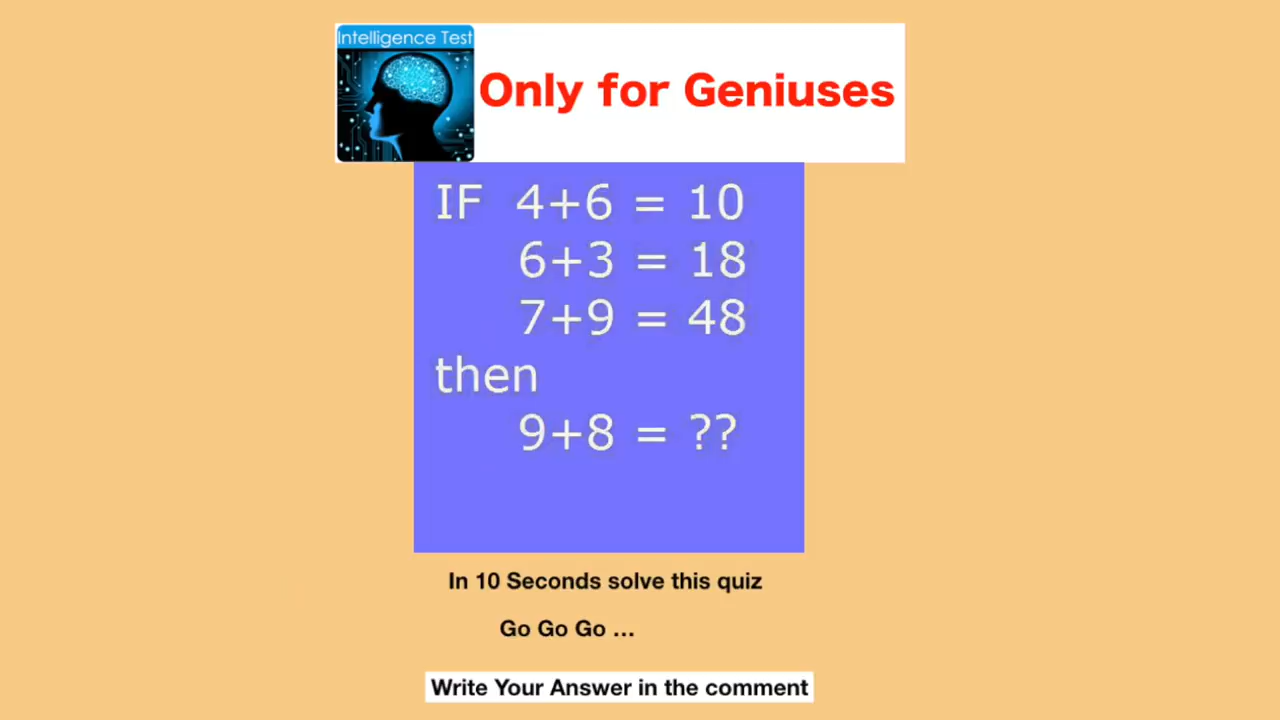 Intelligence Test
Only for Geniuses
IF 4+6 = 10
6+3 = 18
7+9 = 48
then
9+8 = ??
In 10 Seconds solve this quiz
Go Go Go ...
Write Your Answer in the comment